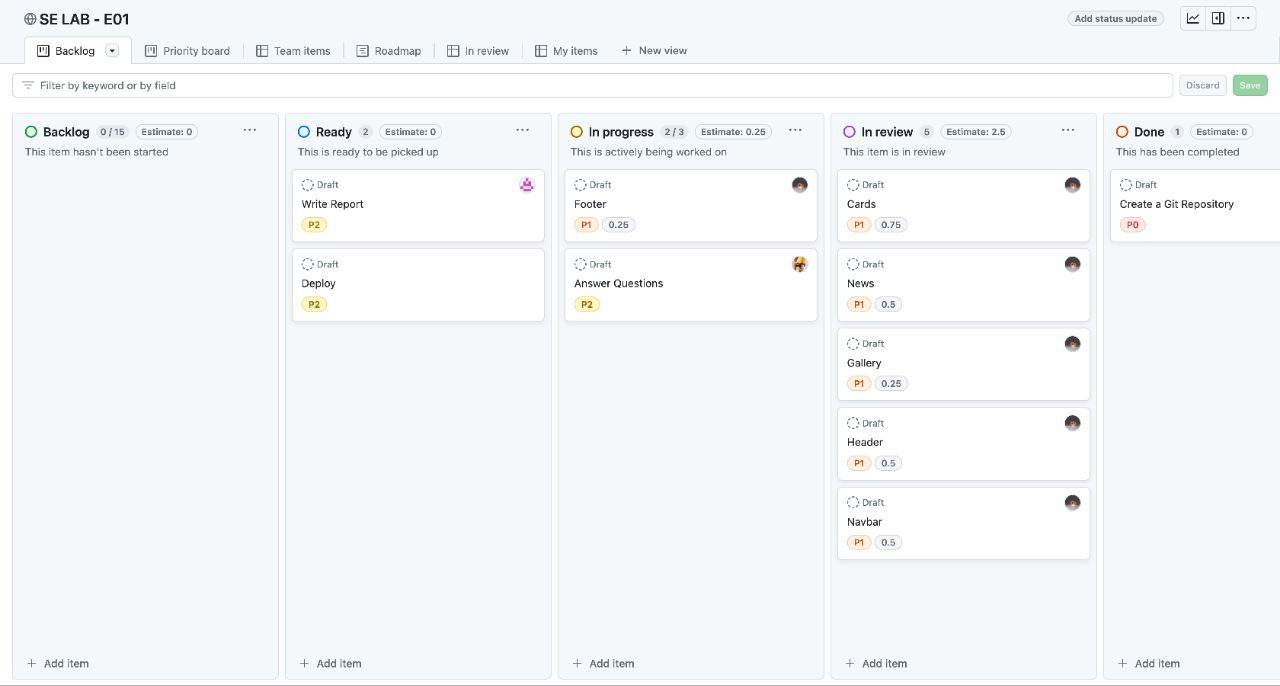 SE LAB - E01
Add status update
Backlog
Priority board
Team items
Roadmap
In review
My items
New view
Filter by keyword or by field
Discard
Save
Backlog 0 / 15 Estimate: 0
This item hasn't been started
Add item
Ready 2 Estimate: 0
This is ready to be picked up
Draft
Write Report
P2
Draft
Deploy
P2
Add item
In progress 2 / 3 Estimate: 0.25
This is actively being worked on
Draft
Footer
P1 0.25
Draft
Answer Questions
P2
Add item
In review 5 Estimate: 2.5
This item is in review
Draft
Cards
P1 0.75
Draft
News
P1 0.5
Draft
Gallery
P1 0.25
Draft
Header
P1 0.5
Draft
Navbar
P1 0.5
Add item
Done 1 Estimate: 0
This has been completed
Draft
Create a Git Repository
P0
Add item